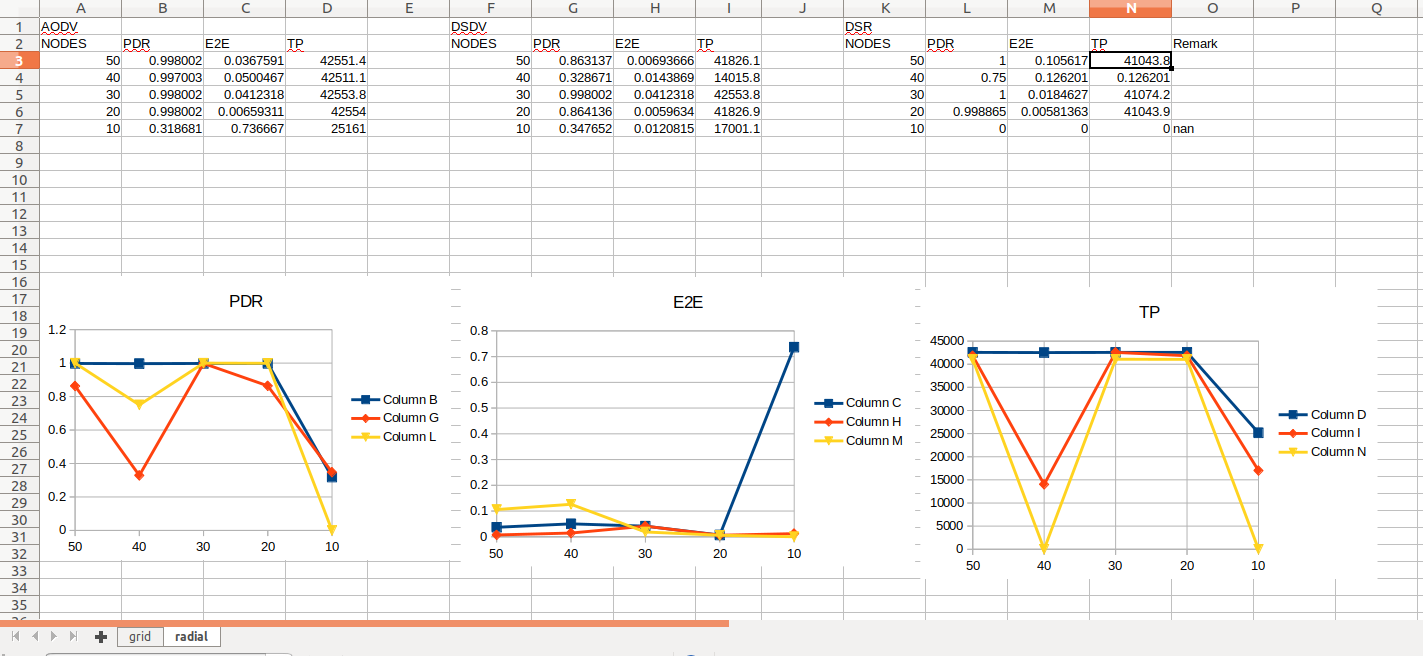 A B C D E F G H I J K L M N O P Q
1 AODV DSDV DSR
2 NODES PDR E2E TP NODES PDR E2E TP NODES PDR E2E TP Remark
3 50 0.998002 0.0367591 42551.4 50 0.863137 0.00693666 41826.1 50 1 0.105617 41043.8
4 40 0.997003 0.0500467 42511.1 40 0.328671 0.0143869 14015.8 40 0.75 0.126201 0.126201
5 30 0.998002 0.0412318 42553.8 30 0.998002 0.0412318 42553.8 30 1 0.0184627 41074.2
6 20 0.998002 0.00659311 42554 20 0.864136 0.0059634 41826.9 20 0.998865 0.00581363 41043.9
7 10 0.318681 0.736667 25161 10 0.347652 0.0120815 17001.1 10 0 0 0 nan
8
9
10
11
12
13
14
15
16
17
18
19
20
21
22
23
24
25
26
27
28
29
30
31
32
33
34
35
PDR
1.2
1
0.8
0.6
0.4
0.2
0
50 40 30 20 10
Column B
Column G
Column L
E2E
0.8
0.7
0.6
0.5
0.4
0.3
0.2
0.1
0
50 40 30 20 10
Column C
Column H
Column M
TP
45000
40000
35000
30000
25000
20000
15000
10000
5000
0
50 40 30 20 10
Column D
Column I
Column N
grid radial